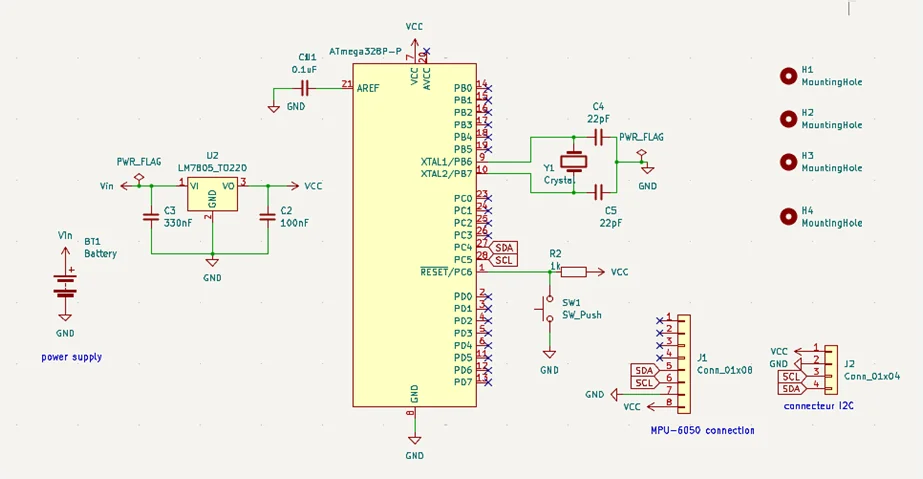 VCC
ATmega328P-P
7
20
VCC
AVCC
0.1uF
21
AREF
GND
PB0
14
PB1
15
PB2
16
PB3
17
PB4
18
PB5
19
XTAL1/PB6
9
XTAL2/PB7
10
PC0
23
PC1
24
PC2
25
PC3
26
PC4
27
SDA
PC5
28
SCL
RESET/PC6
1
PD0
2
PD1
3
PD2
4
PD3
5
PD4
6
PD5
11
PD6
12
PD7
13
GND
8
GND
C4
22pF
PWR_FLAG
Y1
Crystal
GND
C5
22pF
R2
1k
VCC
SW1
SW_Push
GND
H1
MountingHole
H2
MountingHole
H3
MountingHole
H4
MountingHole
PWR_FLAG
U2
LM7805_TO220
Vin
1
VI
VO
3
VCC
GND
2
C3
330nF
C2
100nF
GND
Vin
BT1
Battery
+
GND
power supply
1
2
3
4
SDA
5
SCL
6
GND
7
VCC
8
J1
Conn_01x08
MPU-6050 connection
VCC
1
GND
2
SCL
3
SDA
4
J2
Conn_01x04
connecteur I2C